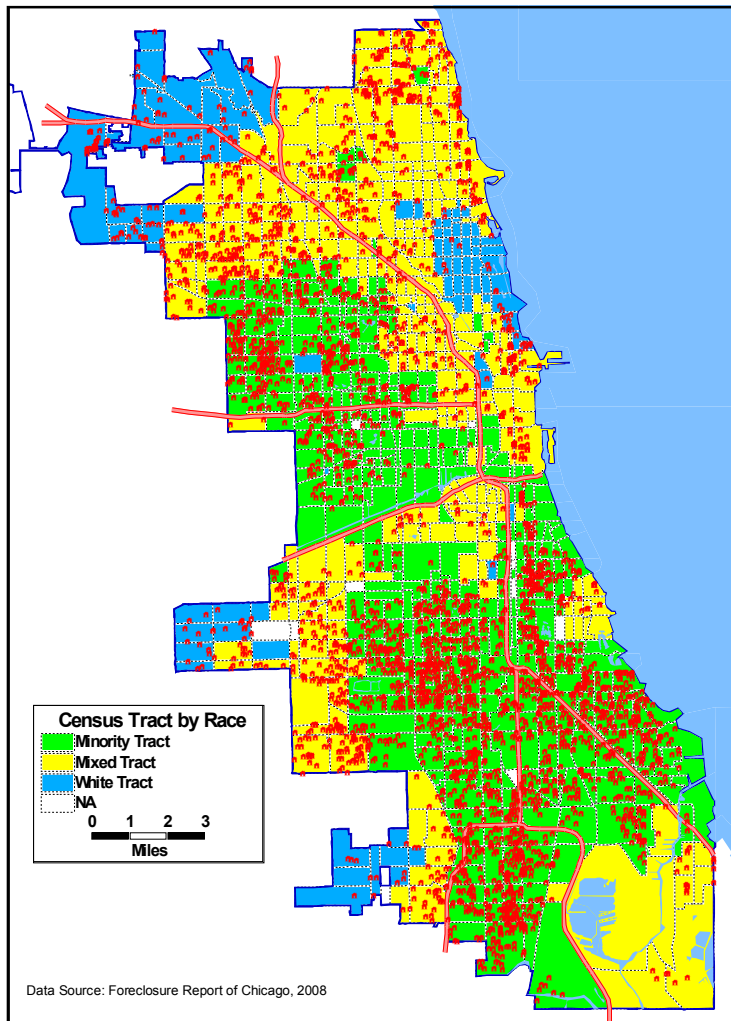 Census Tract by Race
Minority Tract
Mixed Tract
White Tract
NA
0 1 2 3
Miles
Data Source: Foreclosure Report of Chicago, 2008